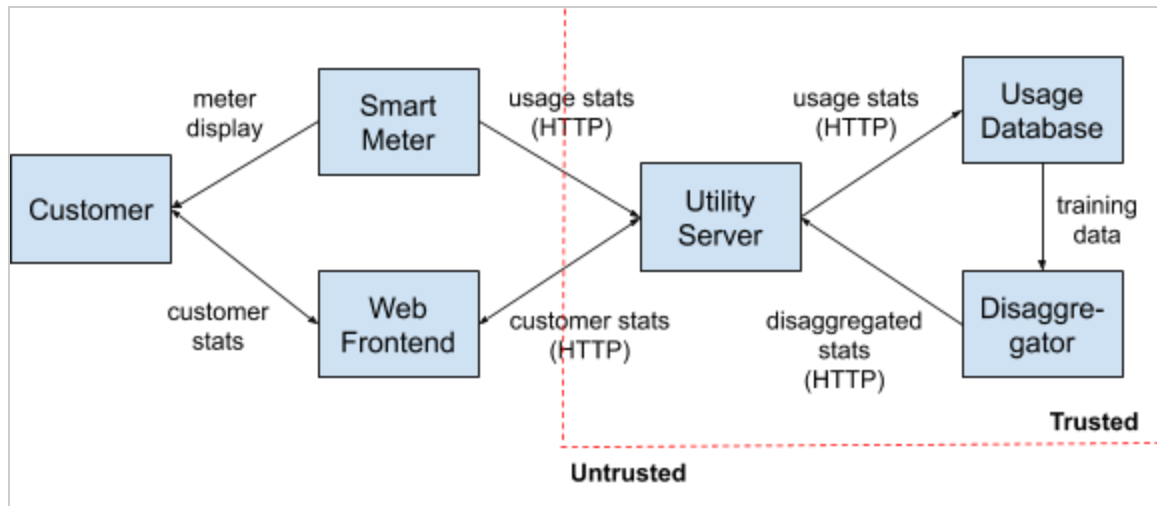 meter
display
Smart
Meter
usage stats
(HTTP)
usage stats
(HTTP)
Usage
Database
Customer
Utility
Server
training
data
customer
stats
Web
Frontend
customer stats
(HTTP)
disaggregated
stats
(HTTP)
Disaggre-
gator
Trusted
Untrusted